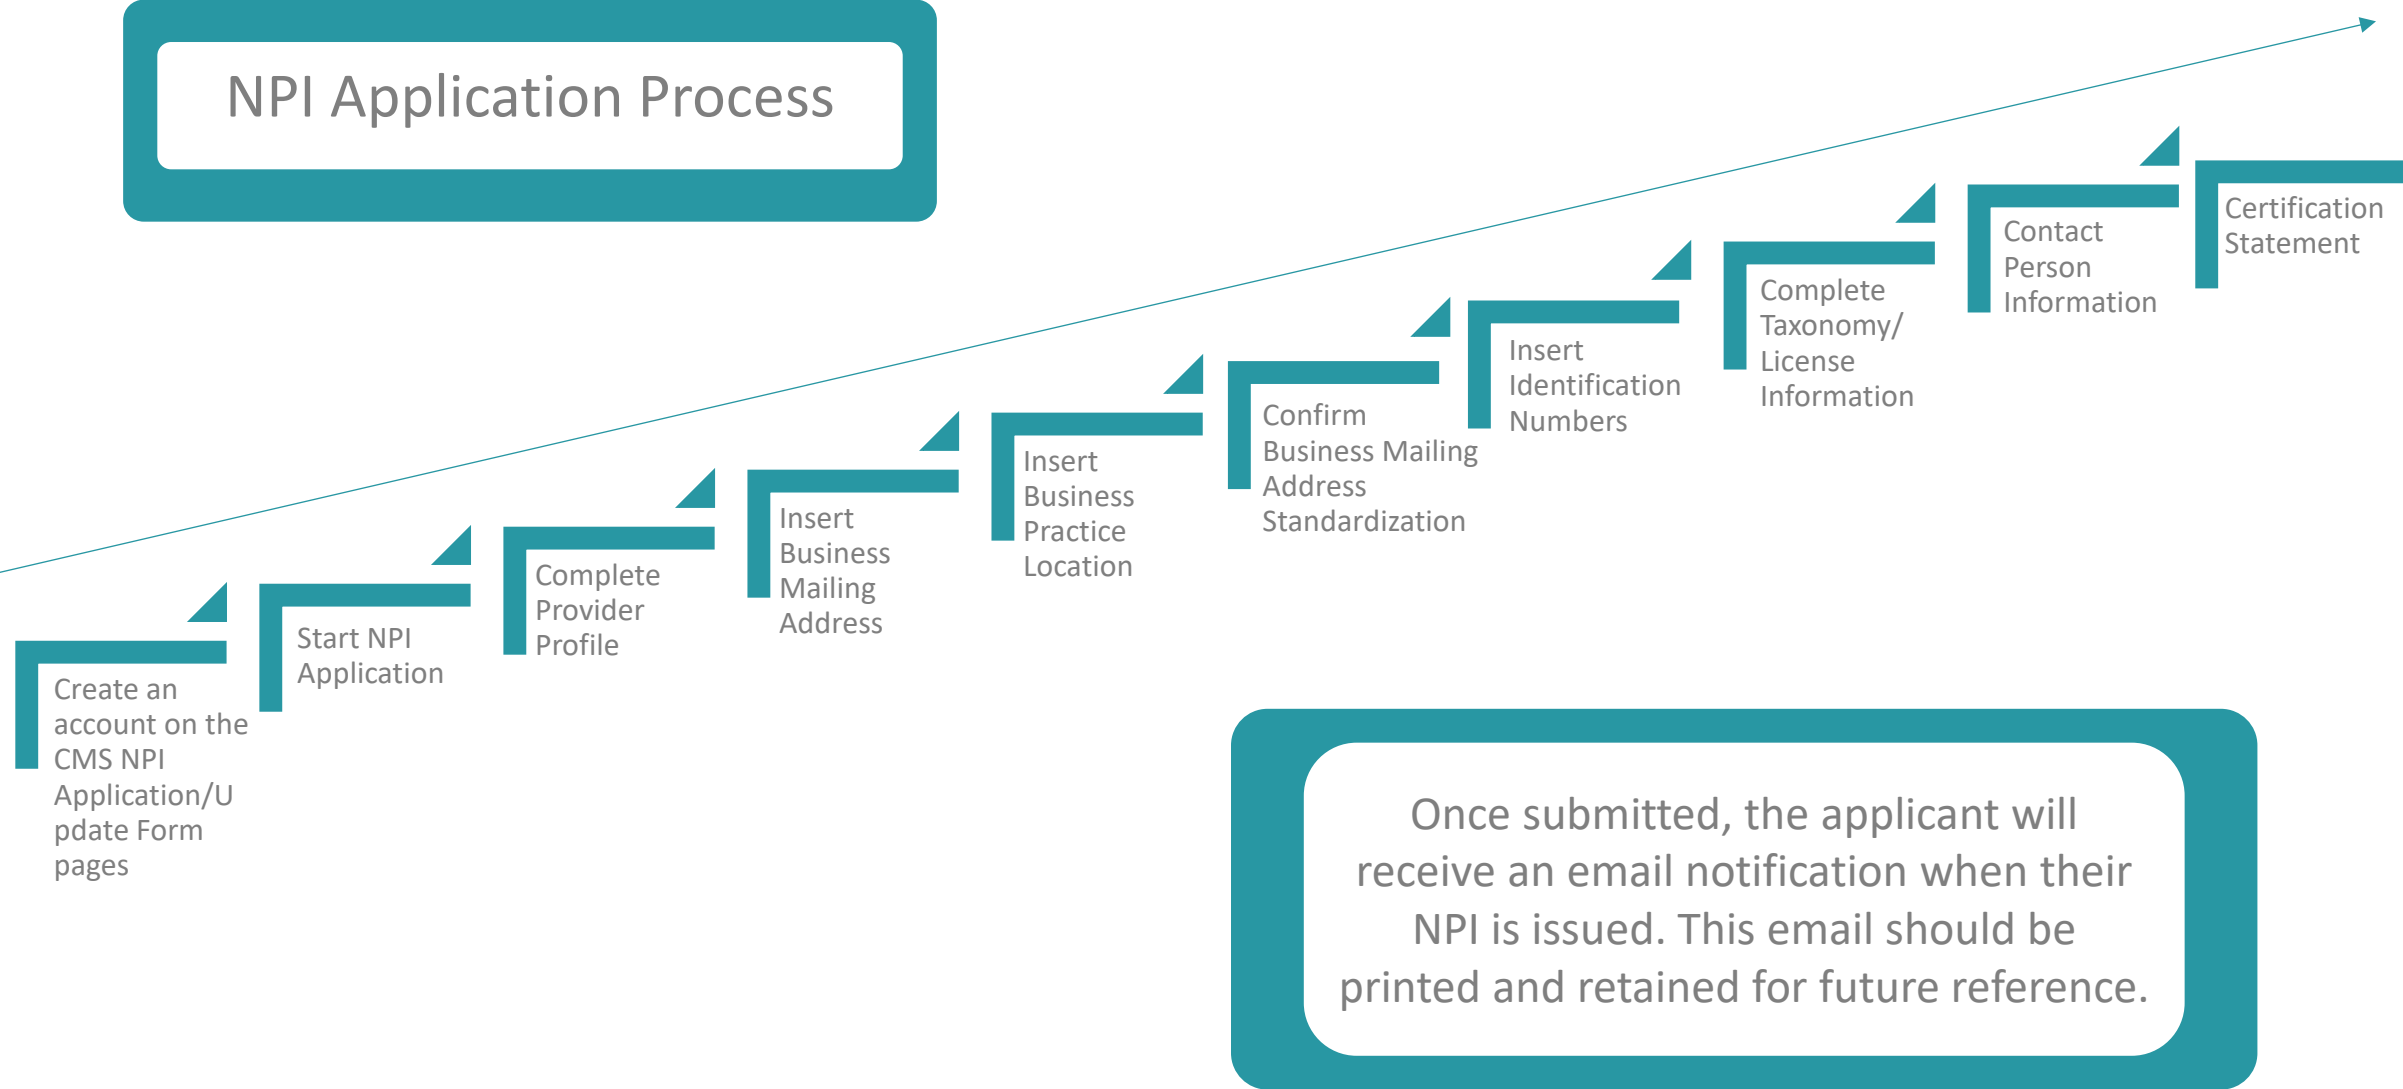 NPI Application Process
Create an
account on the
CMS NPI
Application/U
pdate Form
pages
Start NPI
Application
Complete
Provider
Profile
Insert
Business
Mailing
Address
Insert
Business
Practice
Location
Confirm
Business Mailing
Address
Standardization
Insert
Identification
Numbers
Complete
Taxonomy/
License
Information
Contact
Person
Information
Certification
Statement
Once submitted, the applicant will
receive an email notification when their
NPI is issued. This email should be
printed and retained for future reference.